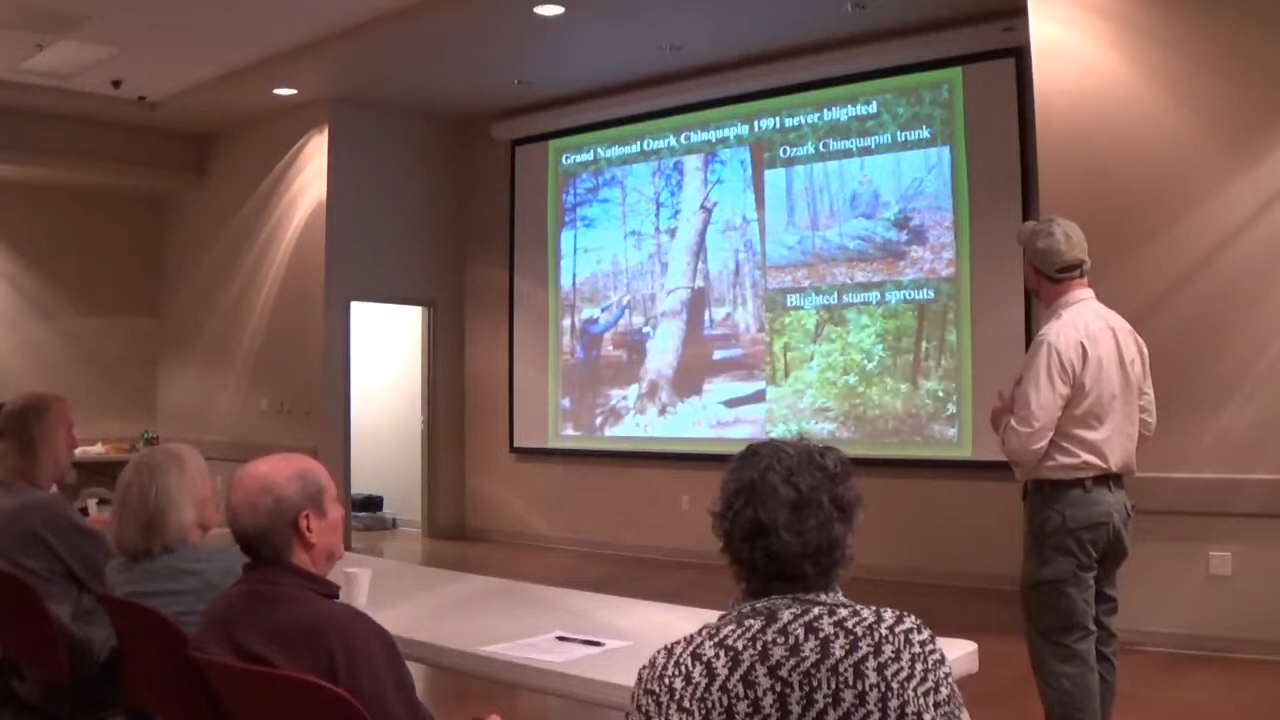 Grand National Ozark Chinquapin 1991 never blighted
Ozark Chinquapin trunk
Blighted stump sprouts